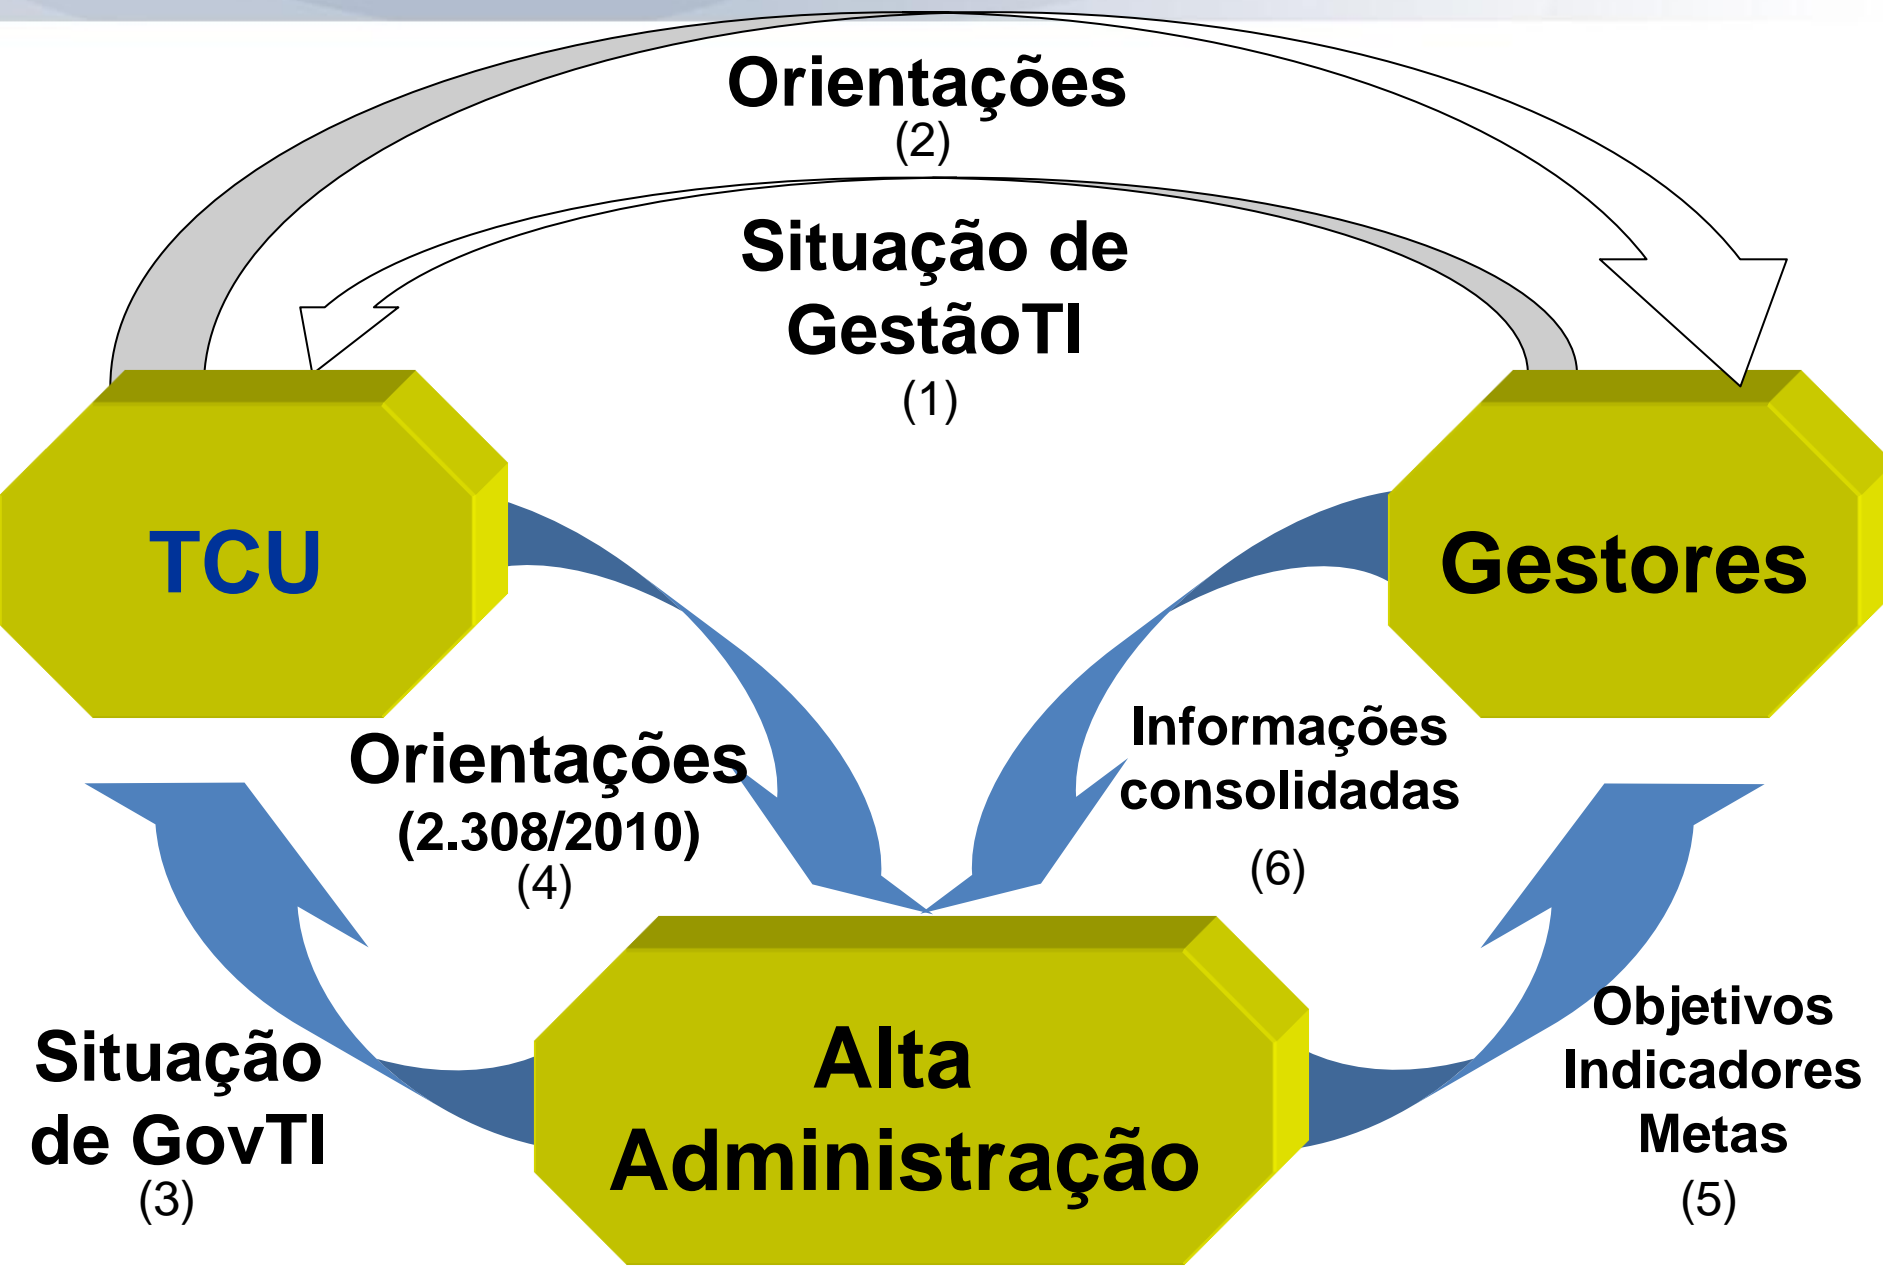 Orientações
(2)
Situação de
GestãoTI
(1)
TCU
Gestores
Orientações
(2.308/2010)
(4)
Informações
consolidadas
(6)
Situação
de GovTI
(3)
Alta
Administração
Objetivos
Indicadores
Metas
(5)